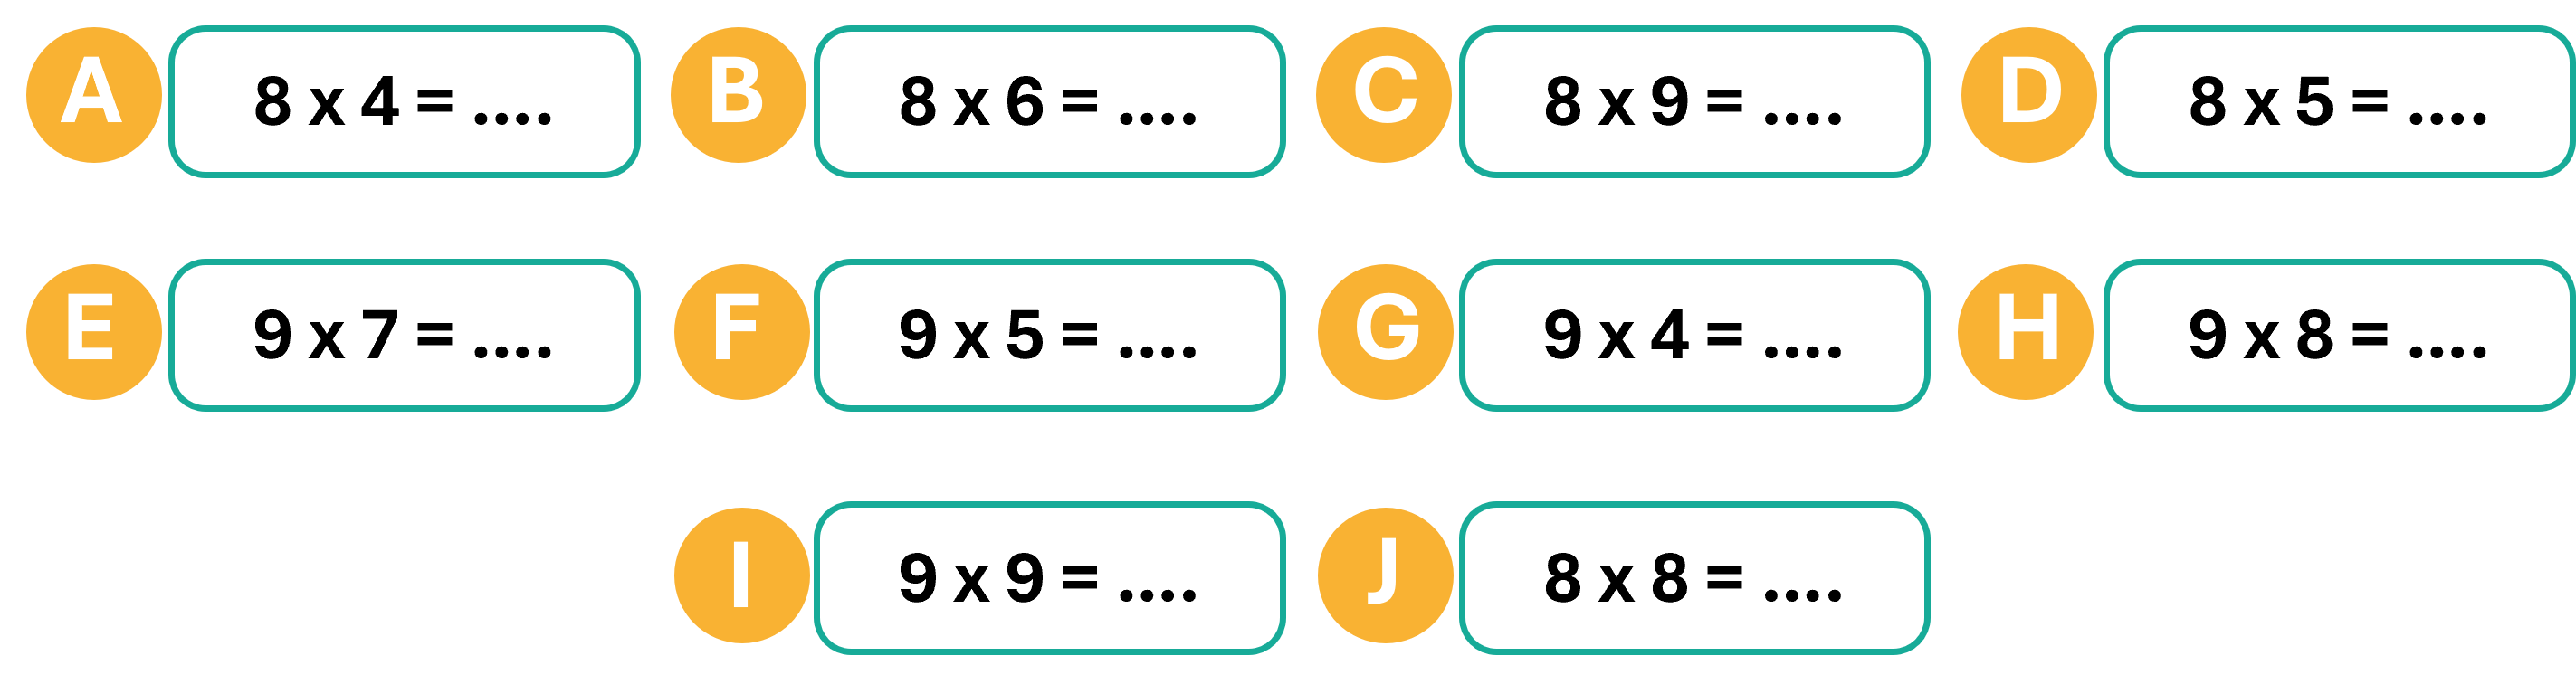 A 8 x 4 = .... B 8 x 6 = .... C 8 x 9 = .... D 8 x 5 = ....
E 9 x 7 = .... F 9 x 5 = .... G 9 x 4 = .... H 9 x 8 = ....
I 9 x 9 = .... J 8 x 8 = ....